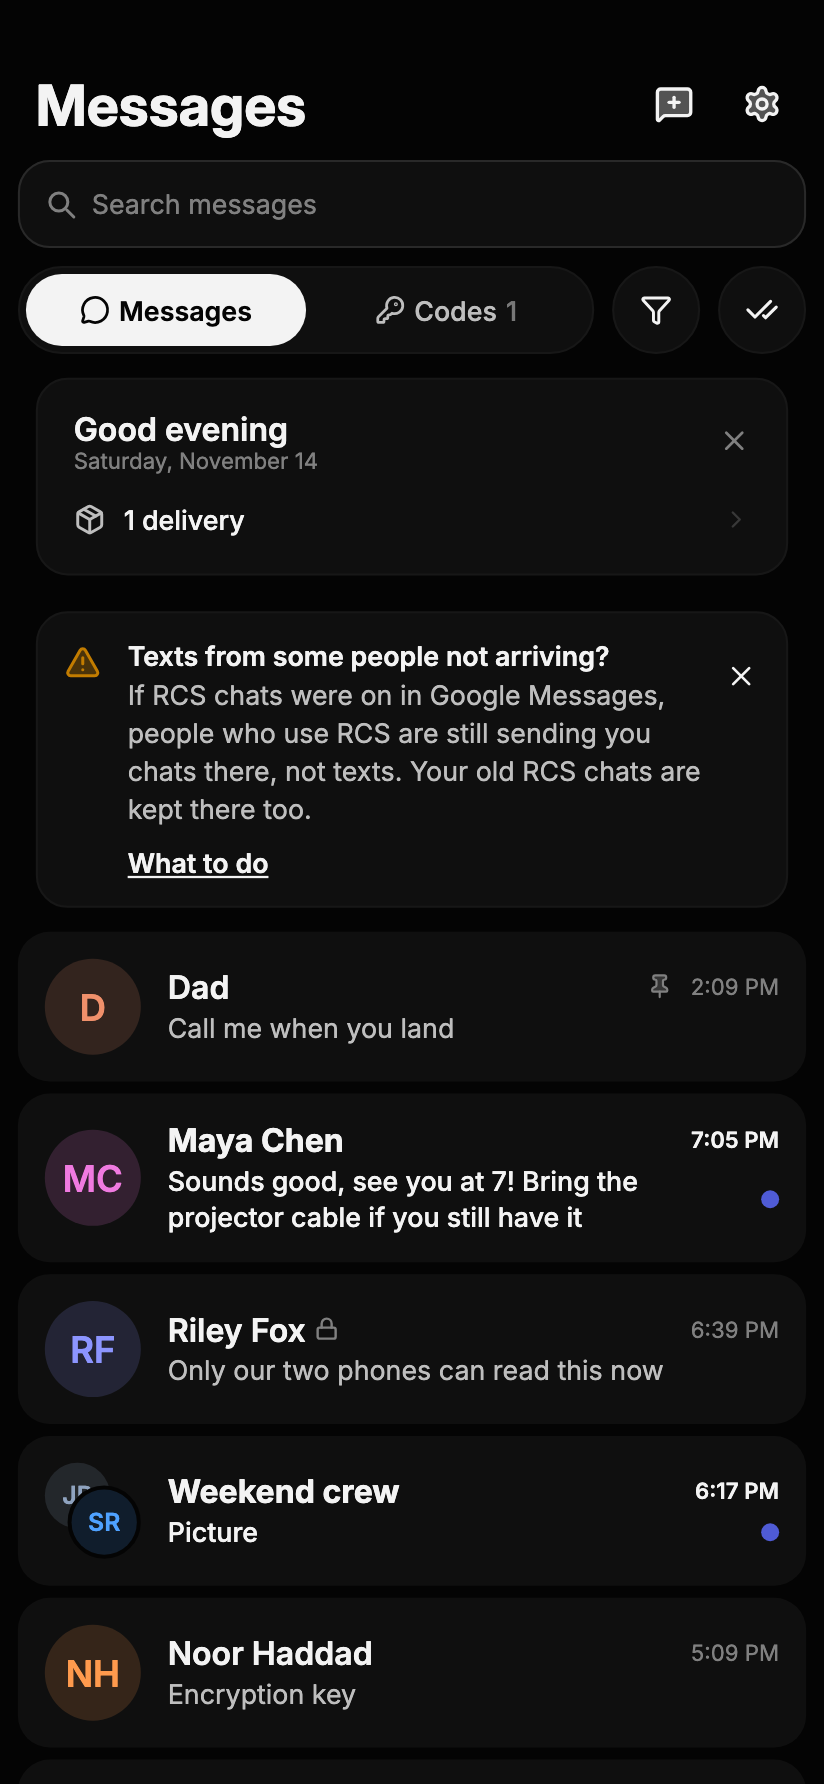 Messages
Search messages
Messages
Codes 1
Good evening
Saturday, November 14
1 delivery
Texts from some people not arriving?
If RCS chats were on in Google Messages,
people who use RCS are still sending you
chats there, not texts. Your old RCS chats are
kept there too.
What to do
D
Dad
2:09 PM
Call me when you land
MC
Maya Chen
7:05 PM
Sounds good, see you at 7! Bring the
projector cable if you still have it
RF
Riley Fox
6:39 PM
Only our two phones can read this now
SR
Weekend crew
6:17 PM
Picture
NH
Noor Haddad
5:09 PM
Encryption key